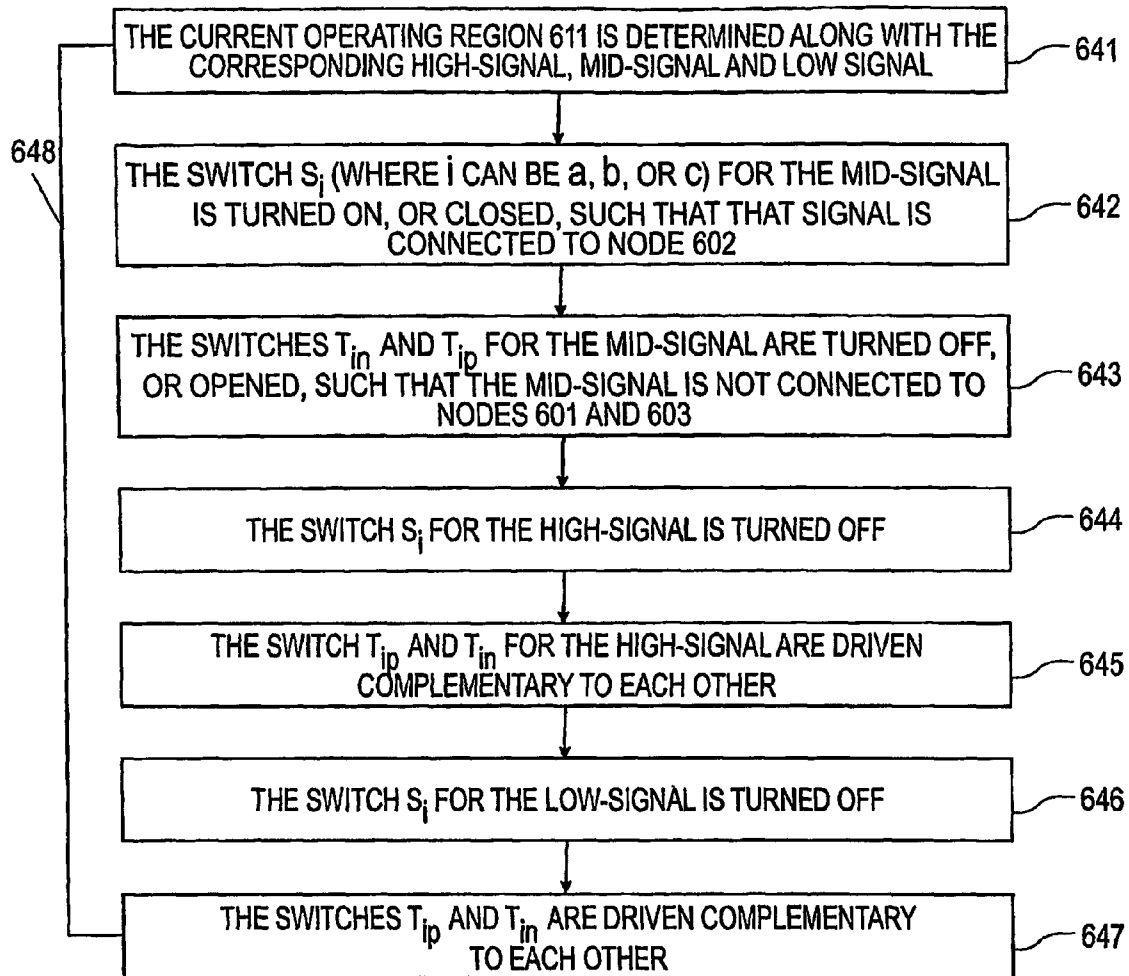 THE CURRENT OPERATING REGION 611 IS DETERMINED ALONG WITH THE
CORRESPONDING HIGH-SIGNAL, MID-SIGNAL AND LOW SIGNAL
641
648
THE SWITCH Si (WHERE i CAN BE a, b, OR c) FOR THE MID-SIGNAL
IS TURNED ON, OR CLOSED, SUCH THAT THAT SIGNAL IS
CONNECTED TO NODE 602
642
THE SWITCHES Tin AND Tip FOR THE MID-SIGNAL ARE TURNED OFF,
OR OPENED, SUCH THAT THE MID-SIGNAL IS NOT CONNECTED TO
NODES 601 AND 603
643
THE SWITCH Si FOR THE HIGH-SIGNAL IS TURNED OFF
644
THE SWITCH Tip AND Tin FOR THE HIGH-SIGNAL ARE DRIVEN
COMPLEMENTARY TO EACH OTHER
645
THE SWITCH Si FOR THE LOW-SIGNAL IS TURNED OFF
646
THE SWITCHES Tip AND Tin ARE DRIVEN COMPLEMENTARY
TO EACH OTHER
647